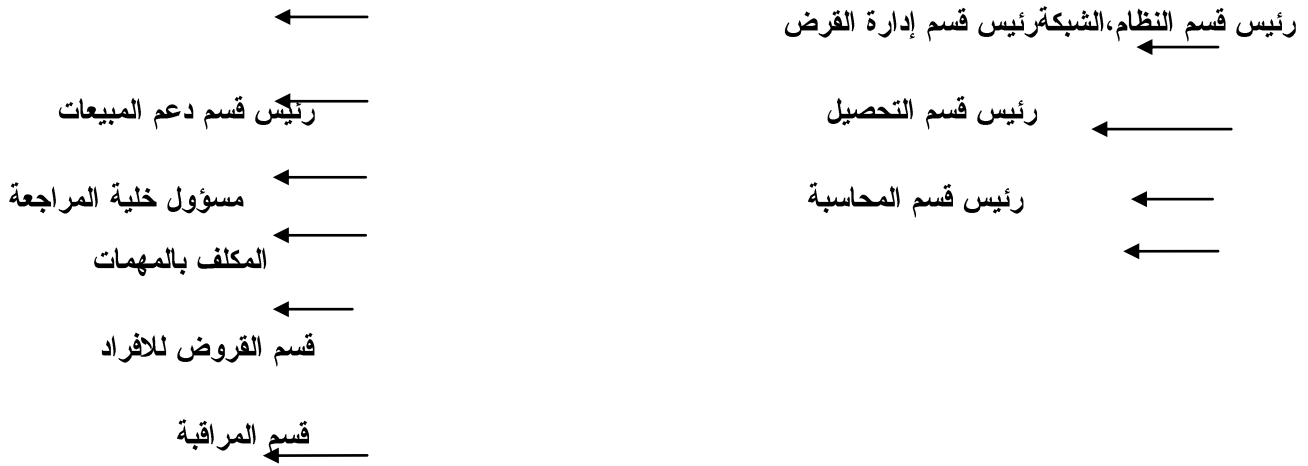 رئيس قسم النظام،الشبكةرئيس قسم إدارة القرض
رئيس قسم التحصيل
رئيس قسم دعم المبيعات
رئيس قسم المحاسبة
مسؤول خلية المراجعة
المكلف بالمهمات
قسم القروض للافراد
قسم المراقبة